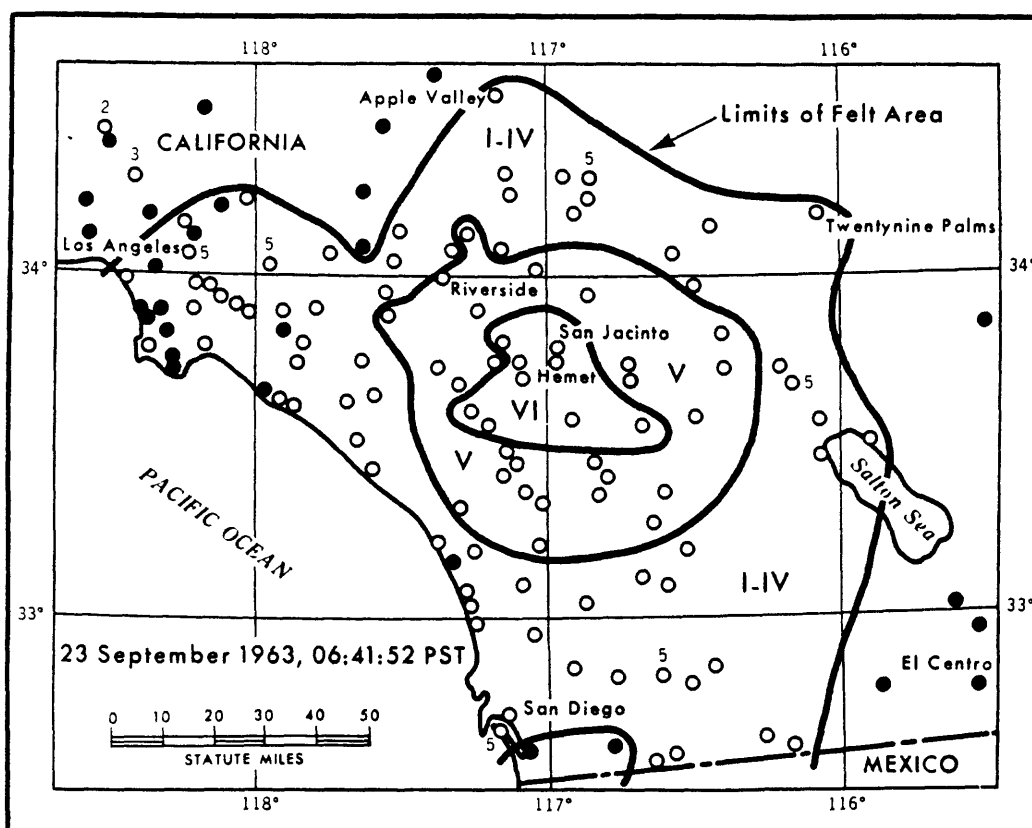 118° 117° 116°
2
Apple Valley
Limits of Felt Area
CALIFORNIA
I-IV
3 5
Twentynine Palms
Los Angeles 5 5
34° 34°
Riverside
San Jacinto
Hemet V 5
VI
V
Salton Sea
PACIFIC OCEAN
I-IV
33° 33°
23 September 1963, 06:41:52 PST
5 El Centro
San Diego
0 10 20 30 40 50
5
STATUTE MILES
MEXICO
118° 117° 116°